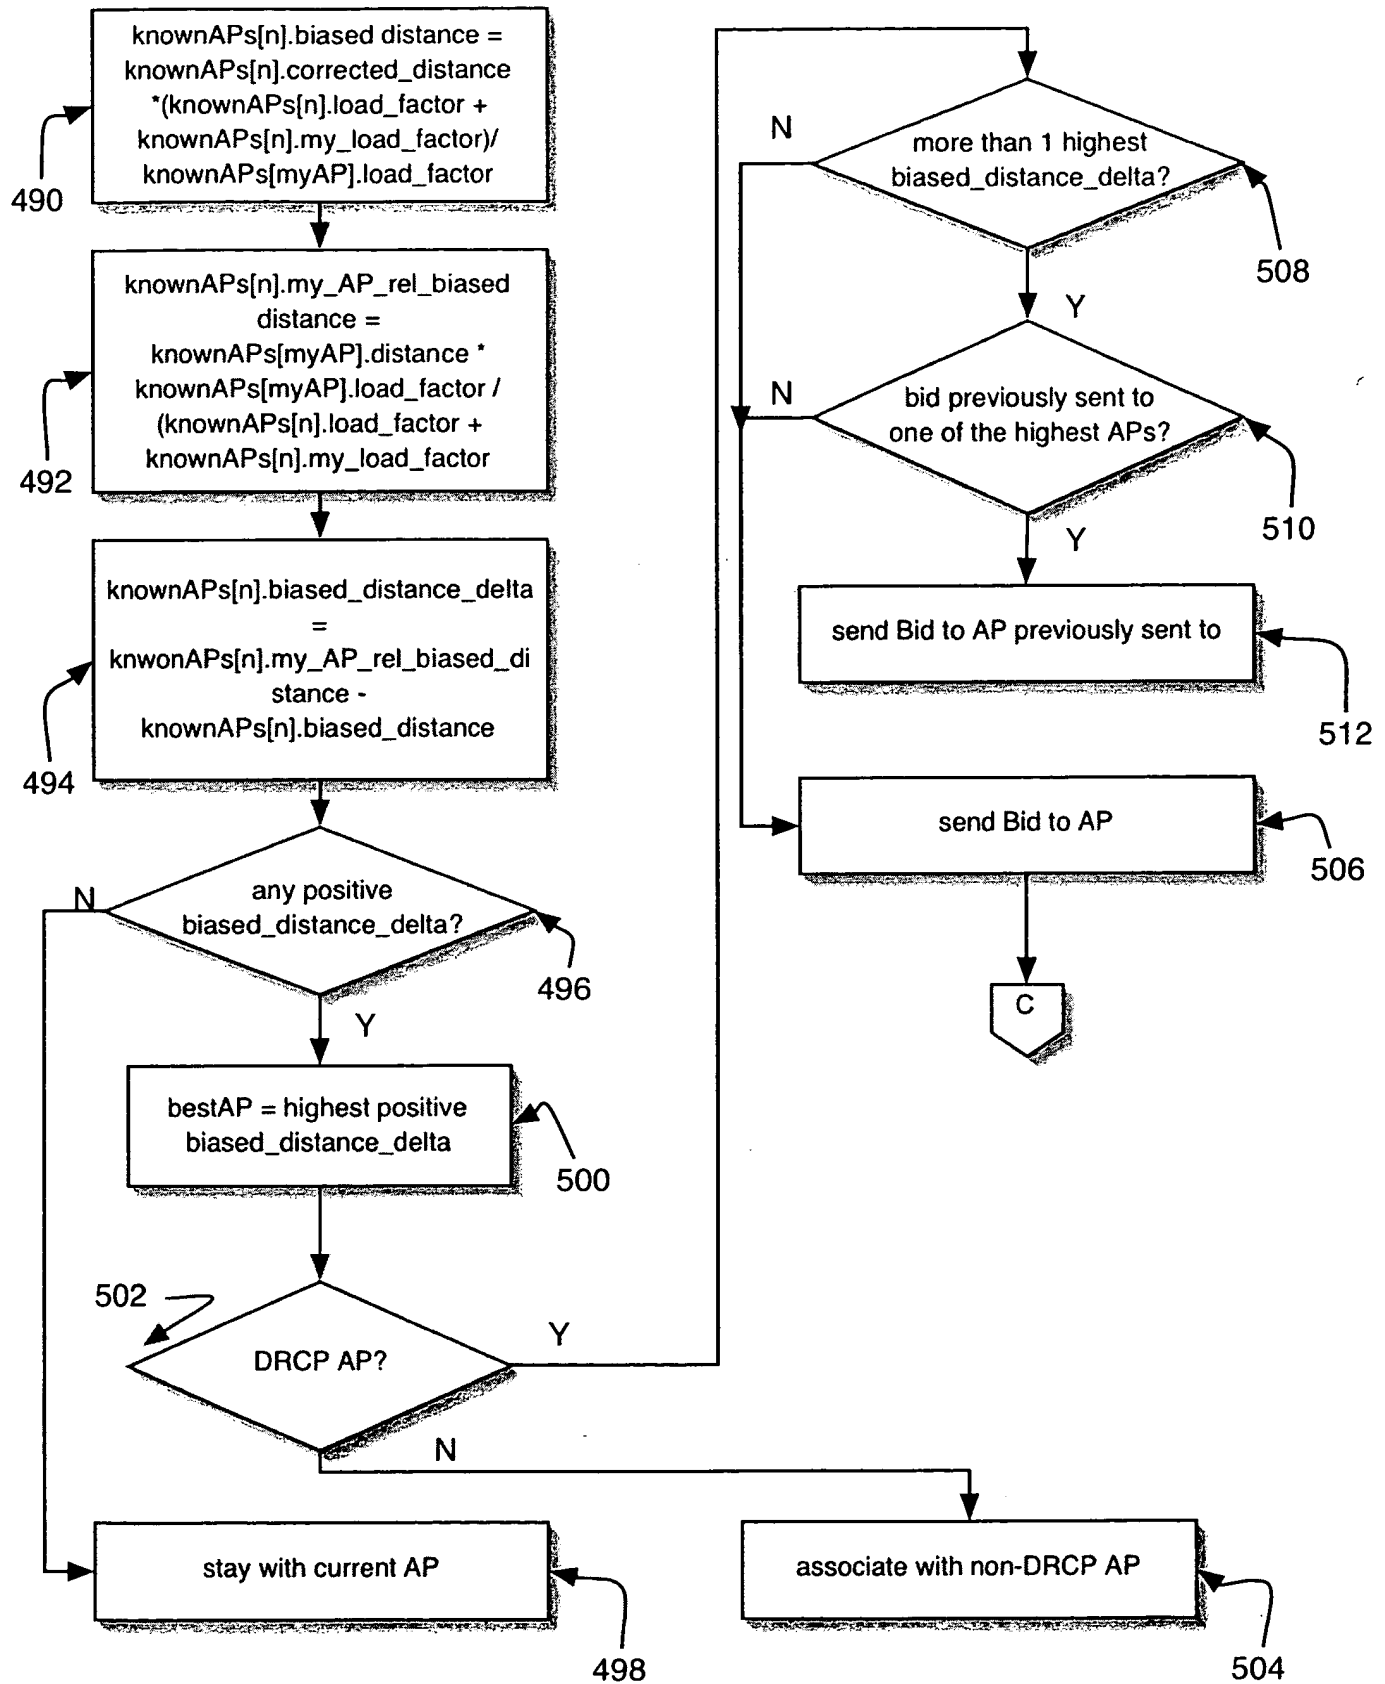 knownAPs[n].biased distance =
knownAPs[n].corrected_distance
*(knownAPs[n].load_factor +
knownAPs[n].my_load_factor)/
knownAPs[myAP].load_factor
490
knownAPs[n].my_AP_rel_biased
distance =
knownAPs[myAP].distance *
knownAPs[myAP].load_factor /
(knownAPs[n].load_factor +
knownAPs[n].my_load_factor
492
knownAPs[n].biased_distance_delta
=
knwonAPs[n].my_AP_rel_biased_di
stance -
knownAPs[n].biased_distance
494
any positive
biased_distance_delta?
N
496
Y
bestAP = highest positive
biased_distance_delta
500
502
DRCP AP?
Y
N
stay with current AP
498
associate with non-DRCP AP
504
more than 1 highest
biased_distance_delta?
N
508
Y
bid previously sent to
one of the highest APs?
N
510
Y
send Bid to AP previously sent to
512
send Bid to AP
506
C